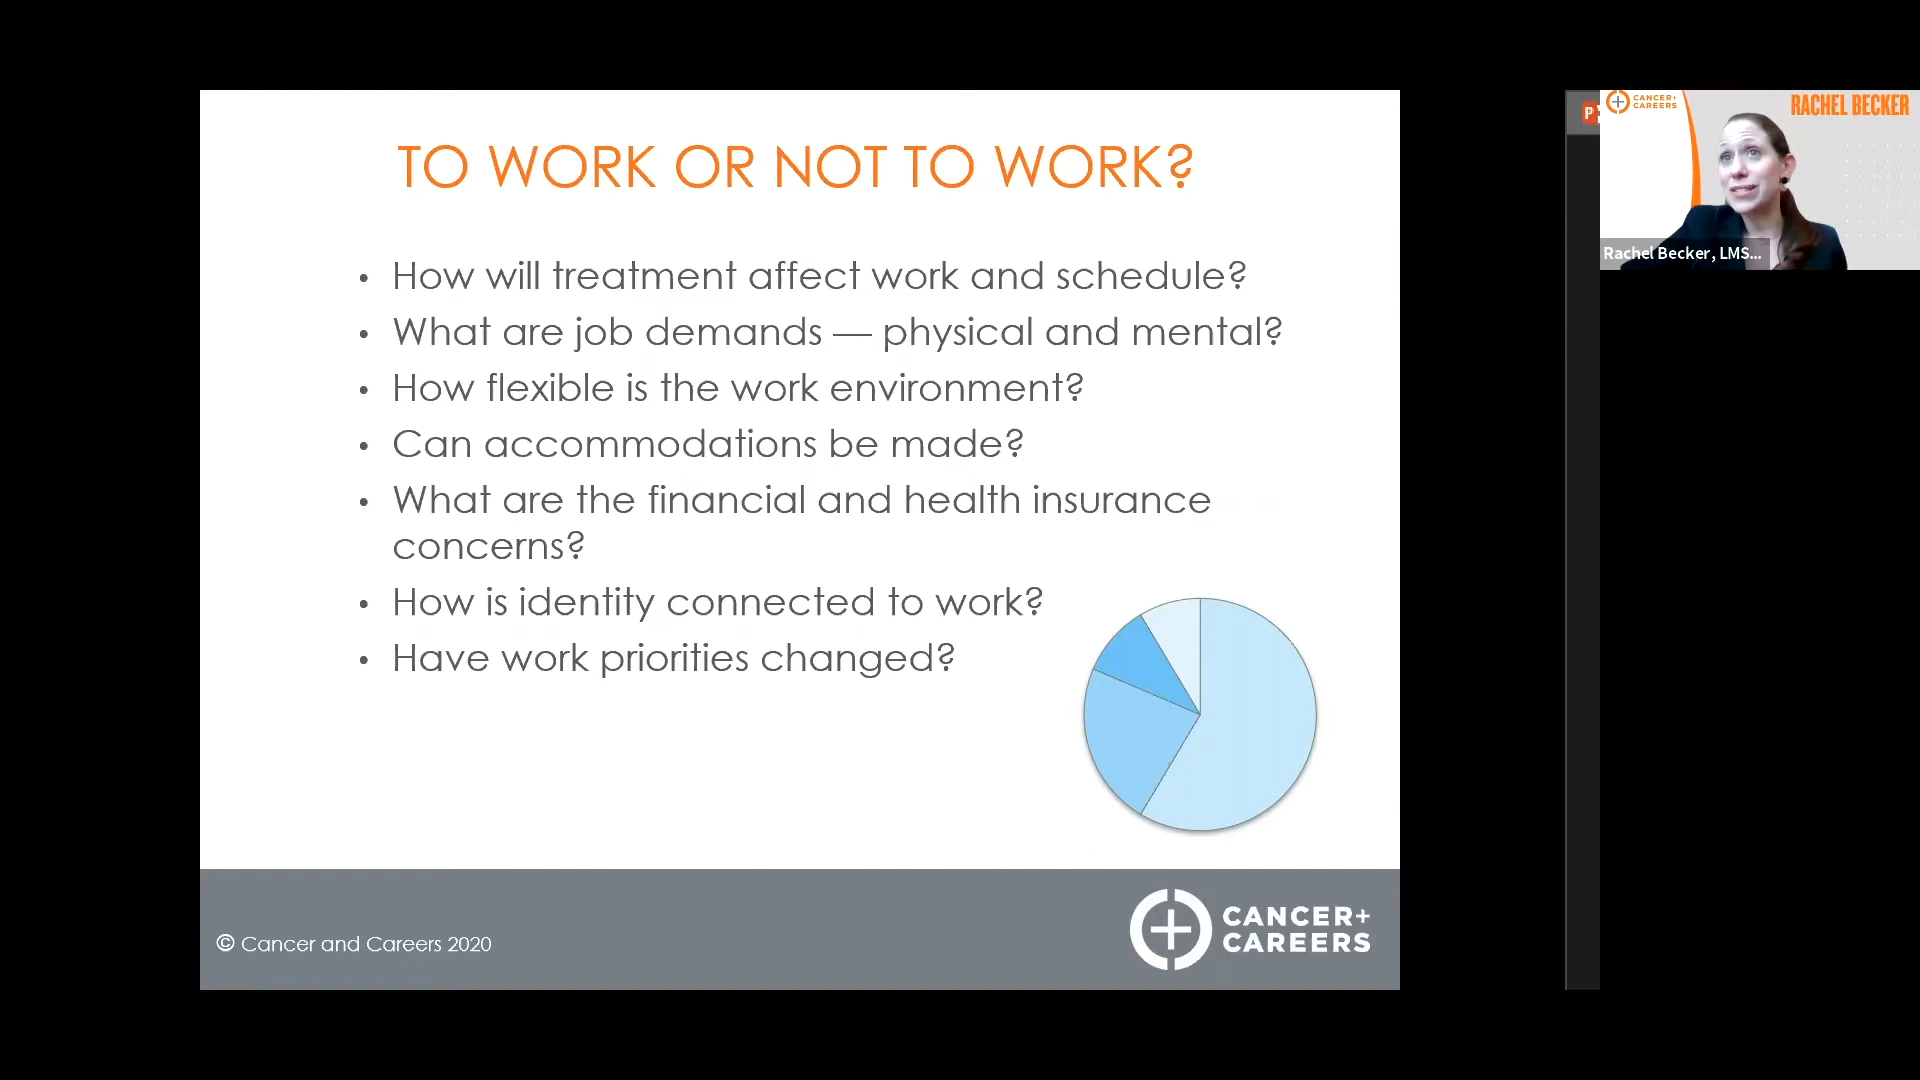 TO WORK OR NOT TO WORK?
• How will treatment affect work and schedule?
• What are job demands — physical and mental?
• How flexible is the work environment?
• Can accommodations be made?
• What are the financial and health insurance
concerns?
• How is identity connected to work?
• Have work priorities changed?
© Cancer and Careers 2020
CANCER+
CAREERS
P
CANCER+
CAREERS
RACHEL BECKER
Rachel Becker, LMS...